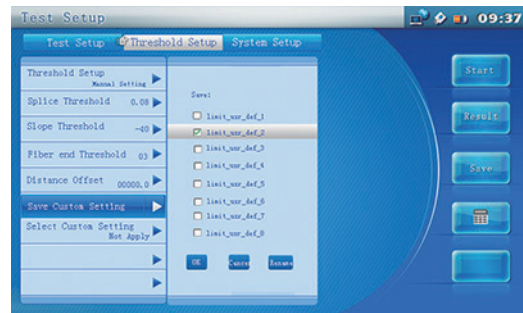 Test Setup
09:37
Test Setup
Threshold Setup
System Setup
Threshold Setup
Manual Setting
Splice Threshold 0.08
Slope Threshold -40
Fiber end Threshold 03
Distance Offset 00000.0
Save Custom Setting
Select Custom Setting
Not Apply
Save:
limit_usr_def_1
limit_usr_def_2
limit_usr_def_3
limit_usr_def_4
limit_usr_def_5
limit_usr_def_6
limit_usr_def_7
limit_usr_def_8
OK
Cancel
Rename
Start
Result
Save